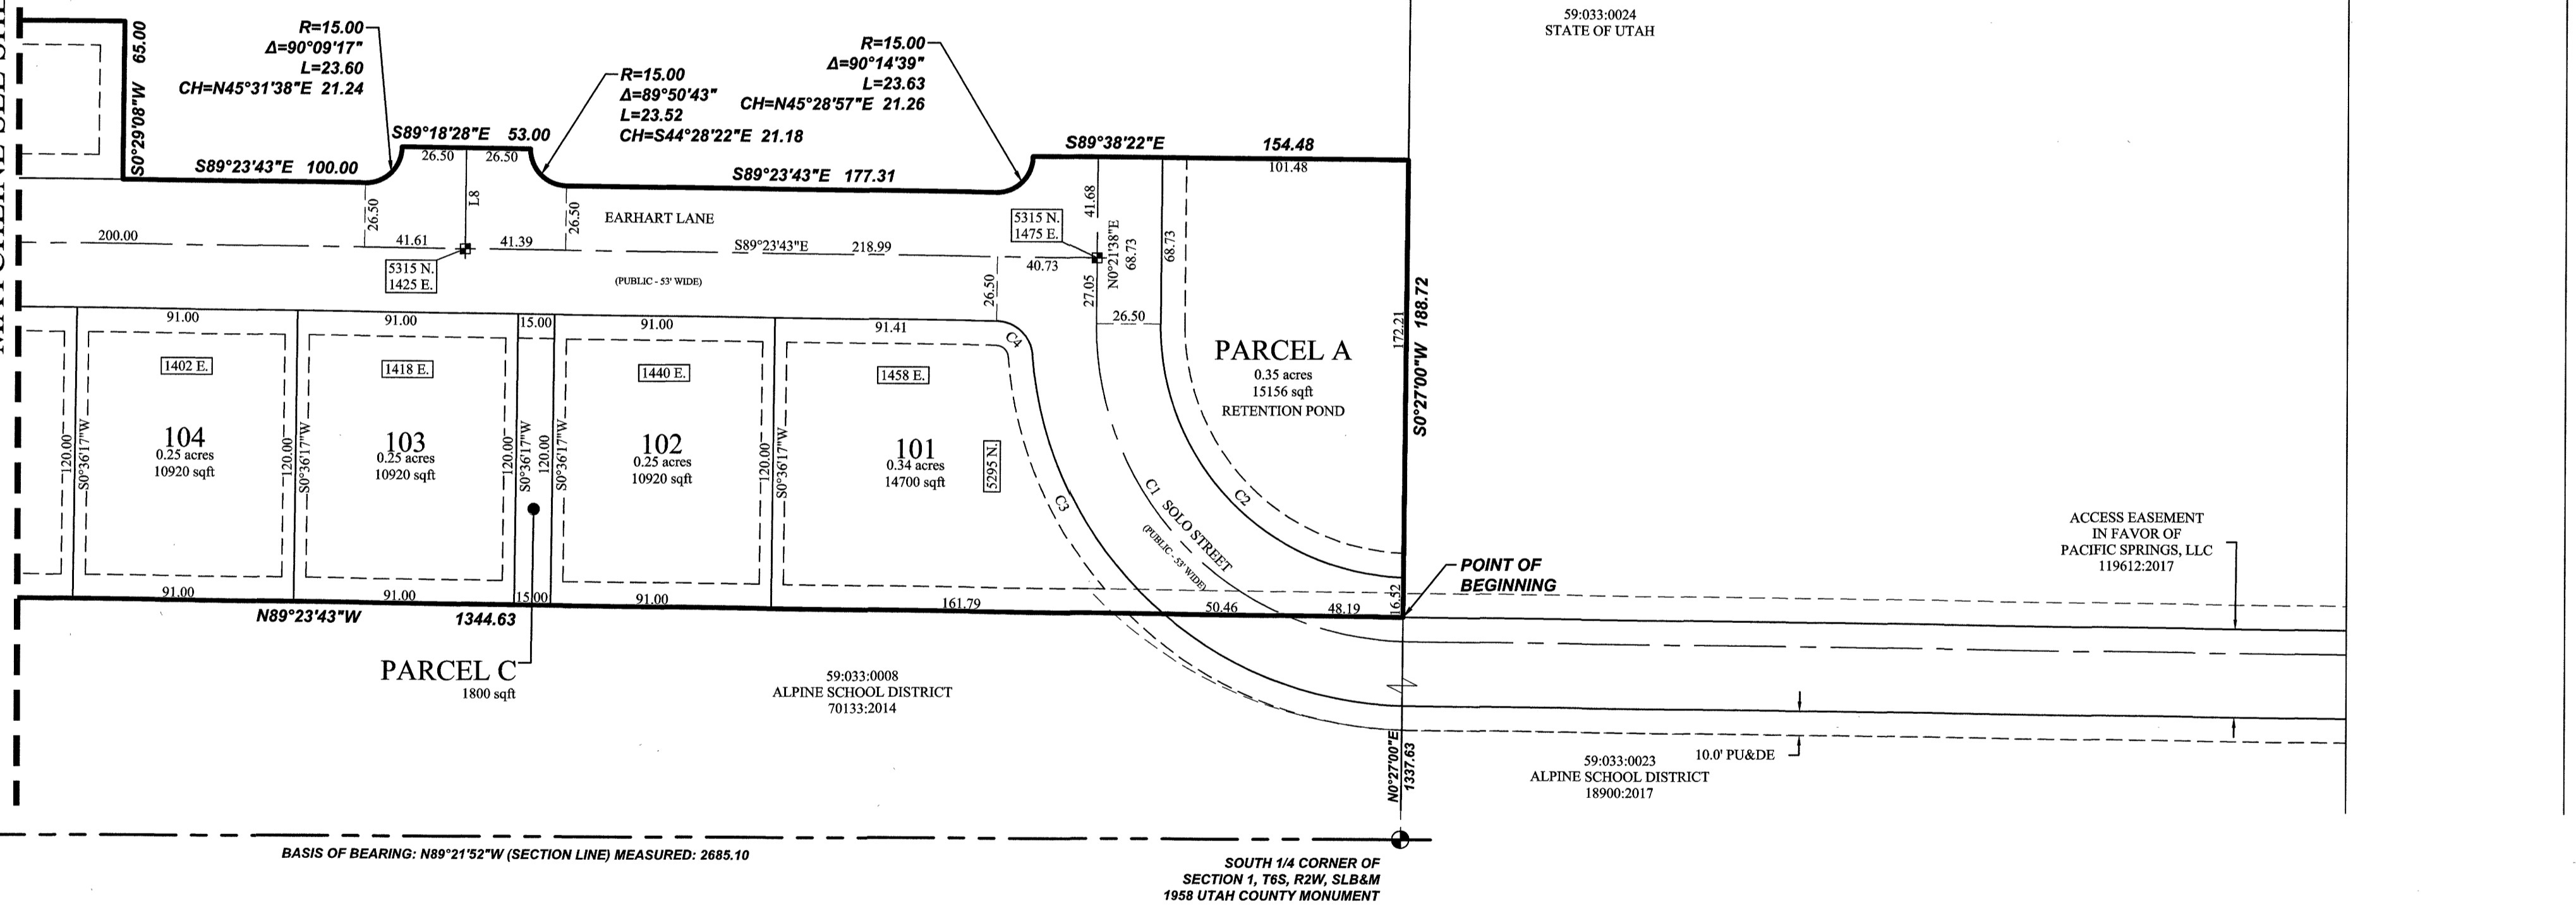 59:033:0024
STATE OF UTAH
S0°29'08"W 65.00
R=15.00
Δ=90°09'17"
L=23.60
CH=N45°31'38"E 21.24
R=15.00
Δ=89°50'43"
L=23.52
CH=S44°28'22"E 21.18
R=15.00
Δ=90°14'39"
L=23.63
CH=N45°28'57"E 21.26
S89°18'28"E 53.00
26.50
26.50
S89°38'22"E 154.48
101.48
S89°23'43"E 100.00
S89°23'43"E 177.31
L8
26.50
26.50
EARHART LANE
41.68
5315 N.
1475 E.
N0°21'38"E
68.73
68.73
200.00
41.61
41.39
S89°23'43"E 218.99
40.73
5315 N.
1425 E.
(PUBLIC - 53' WIDE)
26.50
27.05
26.50
S0°27'00"W 188.72
172.21
91.00
91.00
15.00
91.00
91.41
C4
PARCEL A
0.35 acres
15156 sqft
RETENTION POND
1402 E.
1418 E.
1440 E.
1458 E.
120.00
S0°36'17"W
104
0.25 acres
10920 sqft
120.00
S0°36'17"W
103
0.25 acres
10920 sqft
120.00
S0°36'17"W
120.00
S0°36'17"W
102
0.25 acres
10920 sqft
120.00
S0°36'17"W
101
0.34 acres
14700 sqft
5295 N.
C3
C1
SOLO STREET
(PUBLIC - 53' WIDE)
C2
ACCESS EASEMENT
IN FAVOR OF
PACIFIC SPRINGS, LLC
119612:2017
POINT OF
BEGINNING
91.00
91.00
15.00
91.00
161.79
50.46
48.19
16.52
N89°23'43"W 1344.63
PARCEL C
1800 sqft
59:033:0008
ALPINE SCHOOL DISTRICT
70133:2014
N0°27'00"E
1337.63
10.0' PU&DE
59:033:0023
ALPINE SCHOOL DISTRICT
18900:2017
BASIS OF BEARING: N89°21'52"W (SECTION LINE) MEASURED: 2685.10
SOUTH 1/4 CORNER OF
SECTION 1, T6S, R2W, SLB&M
1958 UTAH COUNTY MONUMENT